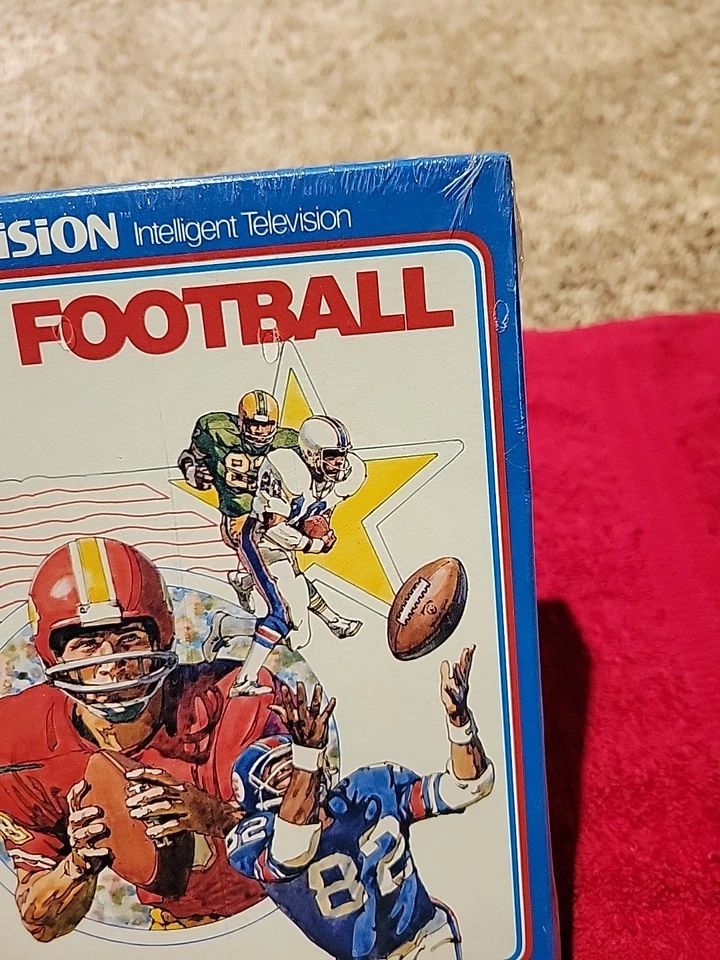 ISION™ Intelligent Television
FOOTBALL
82